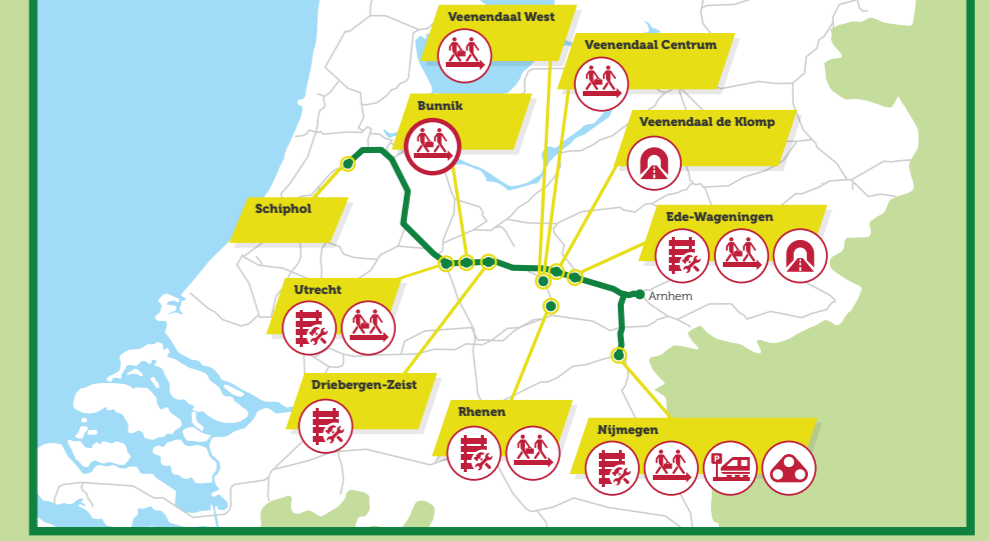 Veenendaal West
Veenendaal Centrum
Bunnik
Veenendaal de Klomp
Schiphol
Ede-Wageningen
Utrecht
Arnhem
Driebergen-Zeist
Rhenen
Nijmegen
P